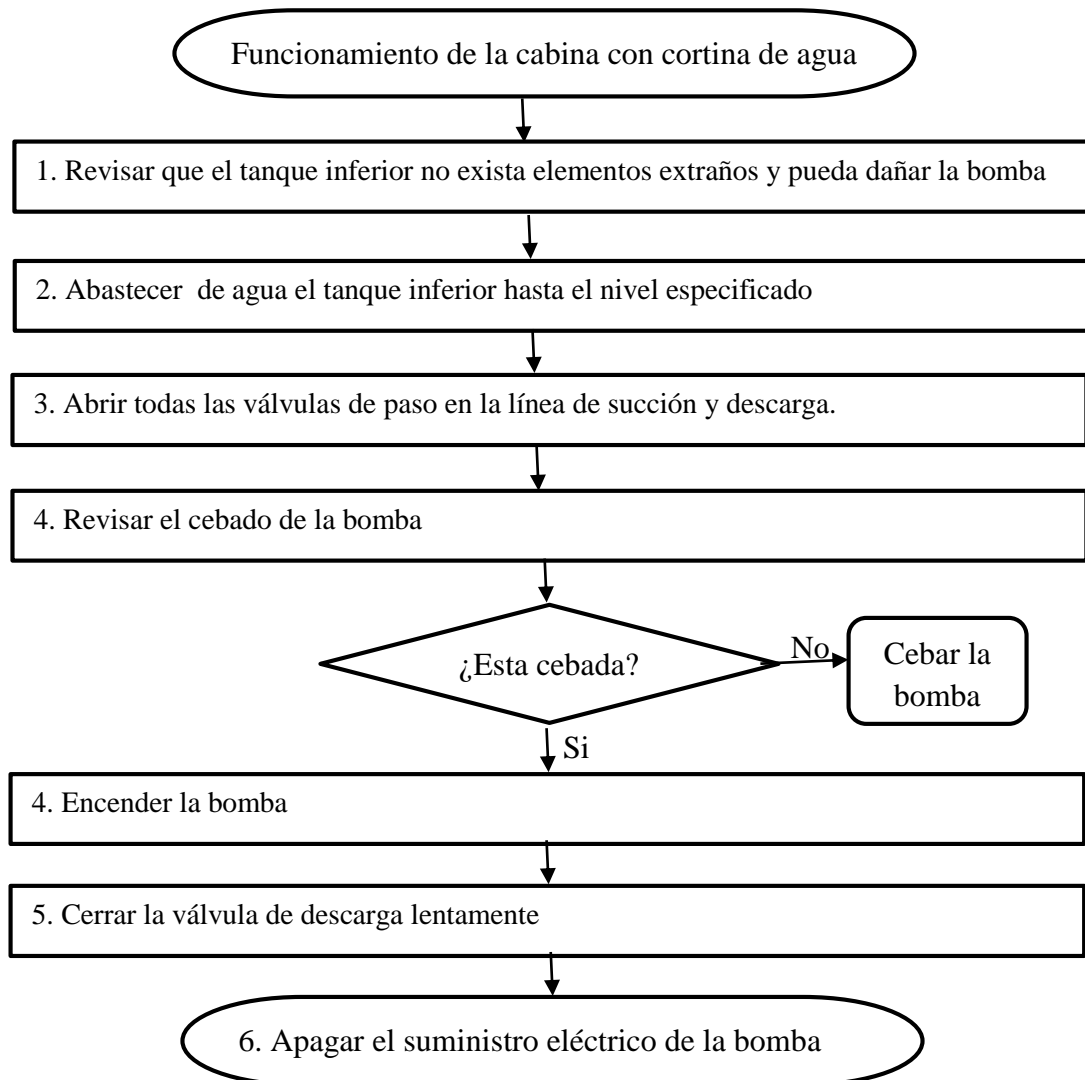 Funcionamiento de la cabina con cortina de agua
1. Revisar que el tanque inferior no exista elementos extraños y pueda dañar la bomba
2. Abastecer  de agua el tanque inferior hasta el nivel especificado
3. Abrir todas las válvulas de paso en la línea de succión y descarga.
4. Revisar el cebado de la bomba
¿Esta cebada?
No
Cebar la
bomba
Si
4. Encender la bomba
5. Cerrar la válvula de descarga lentamente
6. Apagar el suministro eléctrico de la bomba